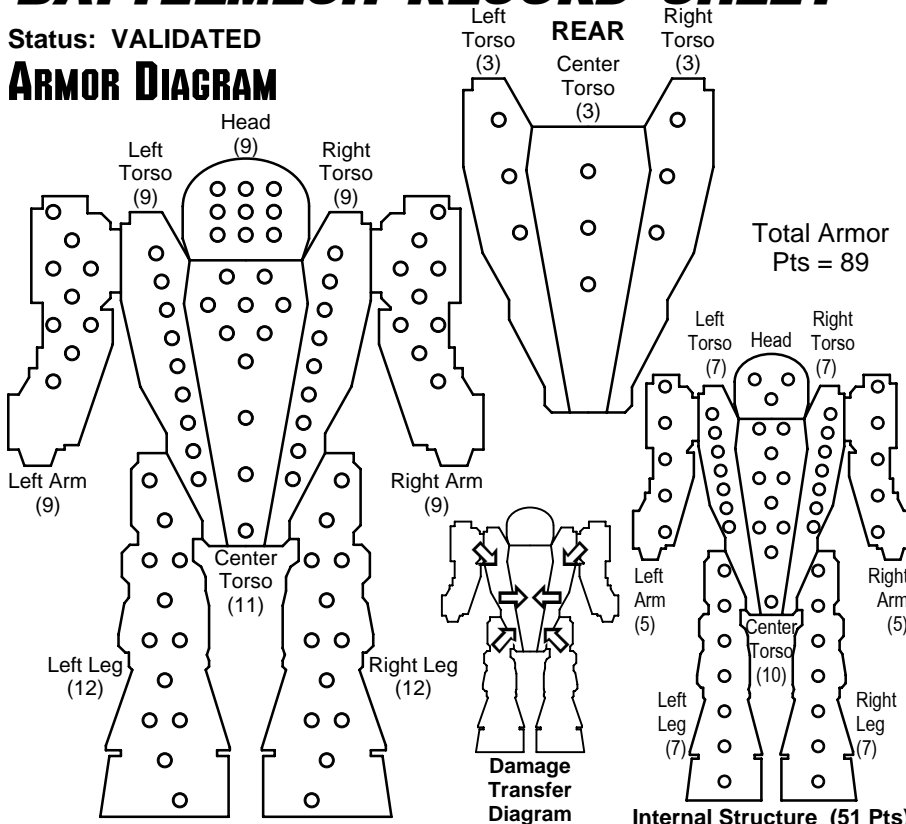 BATTLEMECH RECORD SHEET
Status: VALIDATED
ARMOR DIAGRAM
Left
Torso
(3)
REAR
Center
Torso
(3)
Right
Torso
(3)
Head
(9)
Left
Torso
(9)
Right
Torso
(9)
Total Armor
Pts = 89
Left Arm
(9)
Right Arm
(9)
Center
Torso
(11)
Left Leg
(12)
Right Leg
(12)
Damage
Transfer
Diagram
Left
Torso
(7)
Head
Right
Torso
(7)
Left
Arm
(5)
Right
Arm
(5)
Center
Torso
(10)
Left
Leg
(7)
Right
Leg
(7)
Internal Structure (51 Pts)